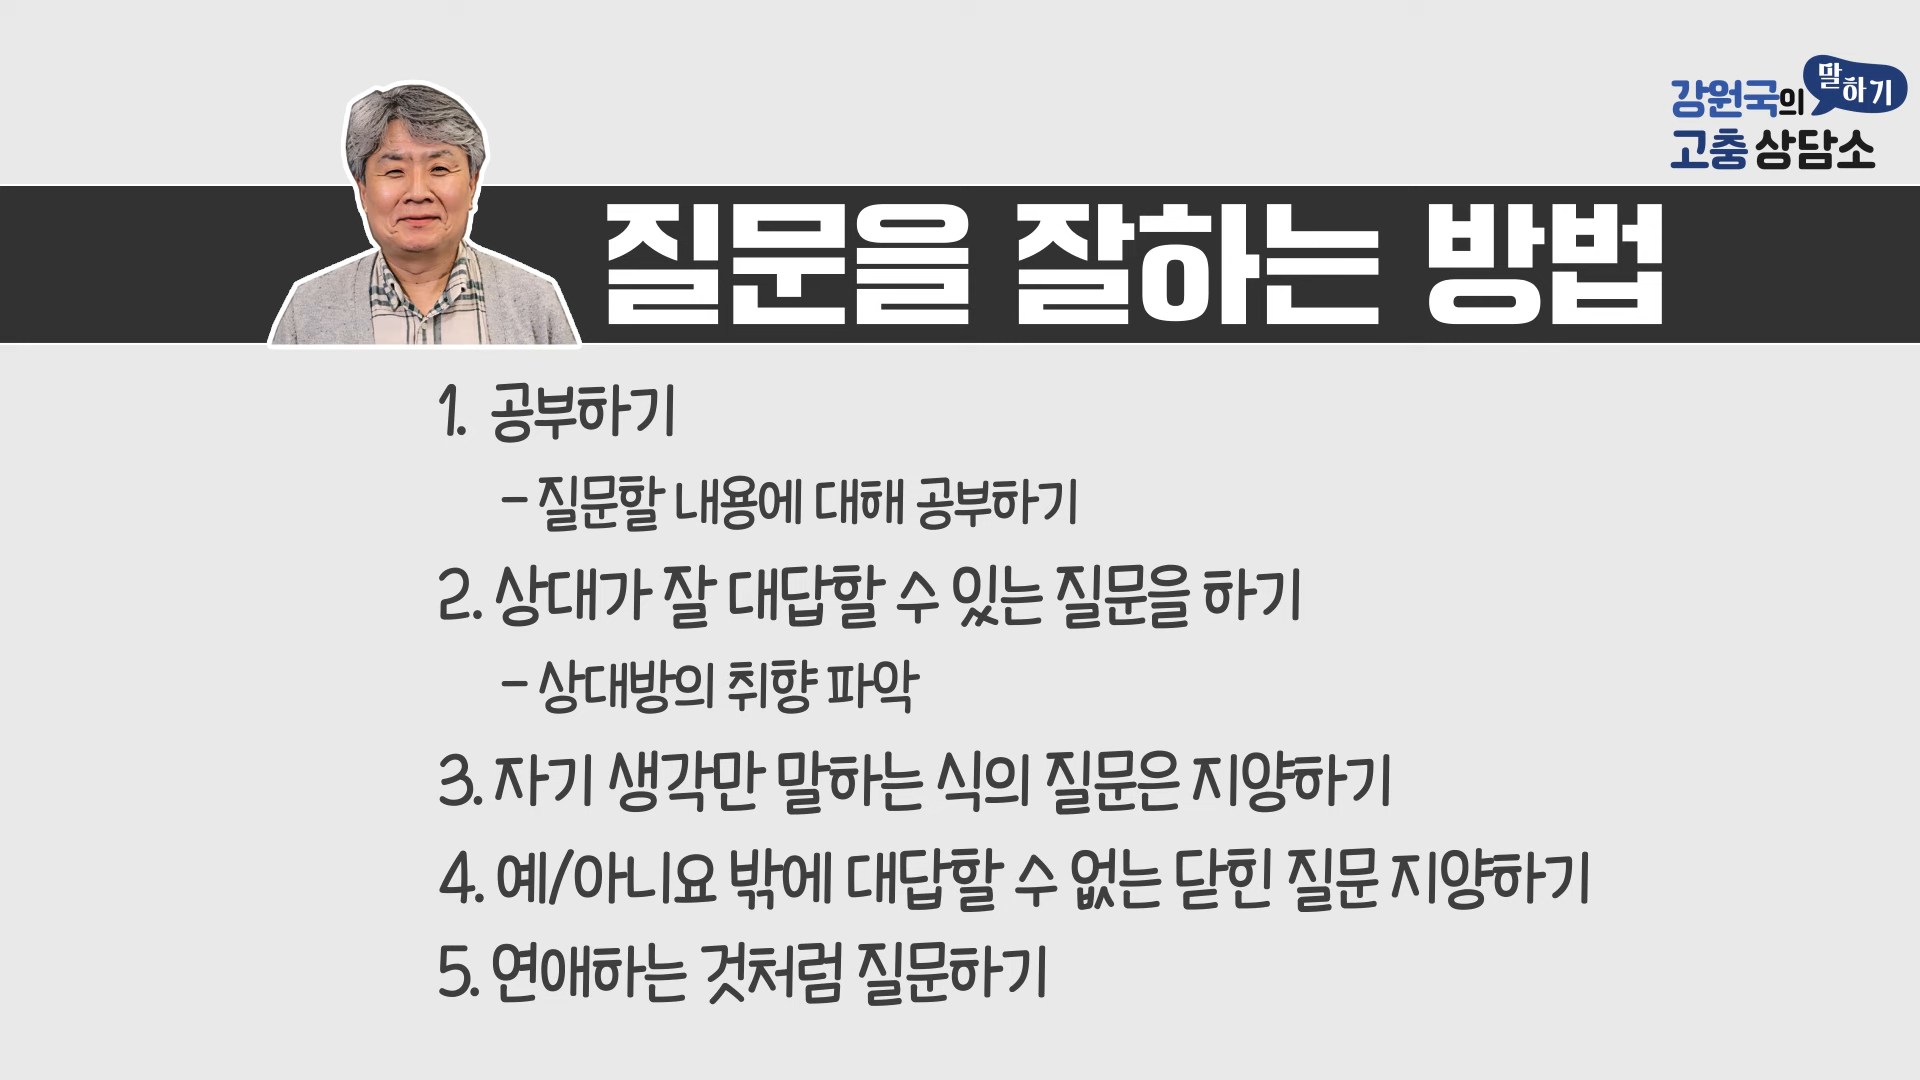 강원국의 말하기
고충 상담소
질문을 잘하는 방법
1. 공부하기
- 질문할 내용에 대해 공부하기
2. 상대가 잘 대답할 수 있는 질문을 하기
- 상대방의 취향 파악
3. 자기 생각만 말하는 식의 질문은 지양하기
4. 예/아니요 밖에 대답할 수 없는 닫힌 질문 지양하기
5. 연애하는 것처럼 질문하기